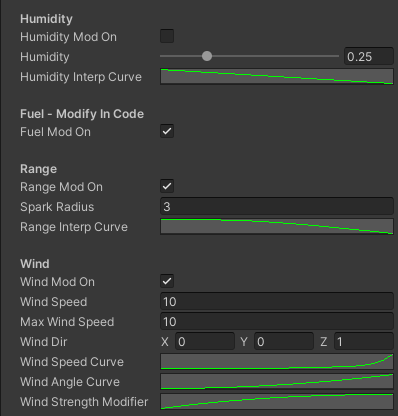 Humidity
Humidity Mod On
Humidity 0.25
Humidity Interp Curve
Fuel - Modify In Code
Fuel Mod On
Range
Range Mod On
Spark Radius 3
Range Interp Curve
Wind
Wind Mod On
Wind Speed 10
Max Wind Speed 10
Wind Dir X 0 Y 0 Z 1
Wind Speed Curve
Wind Angle Curve
Wind Strength Modifier